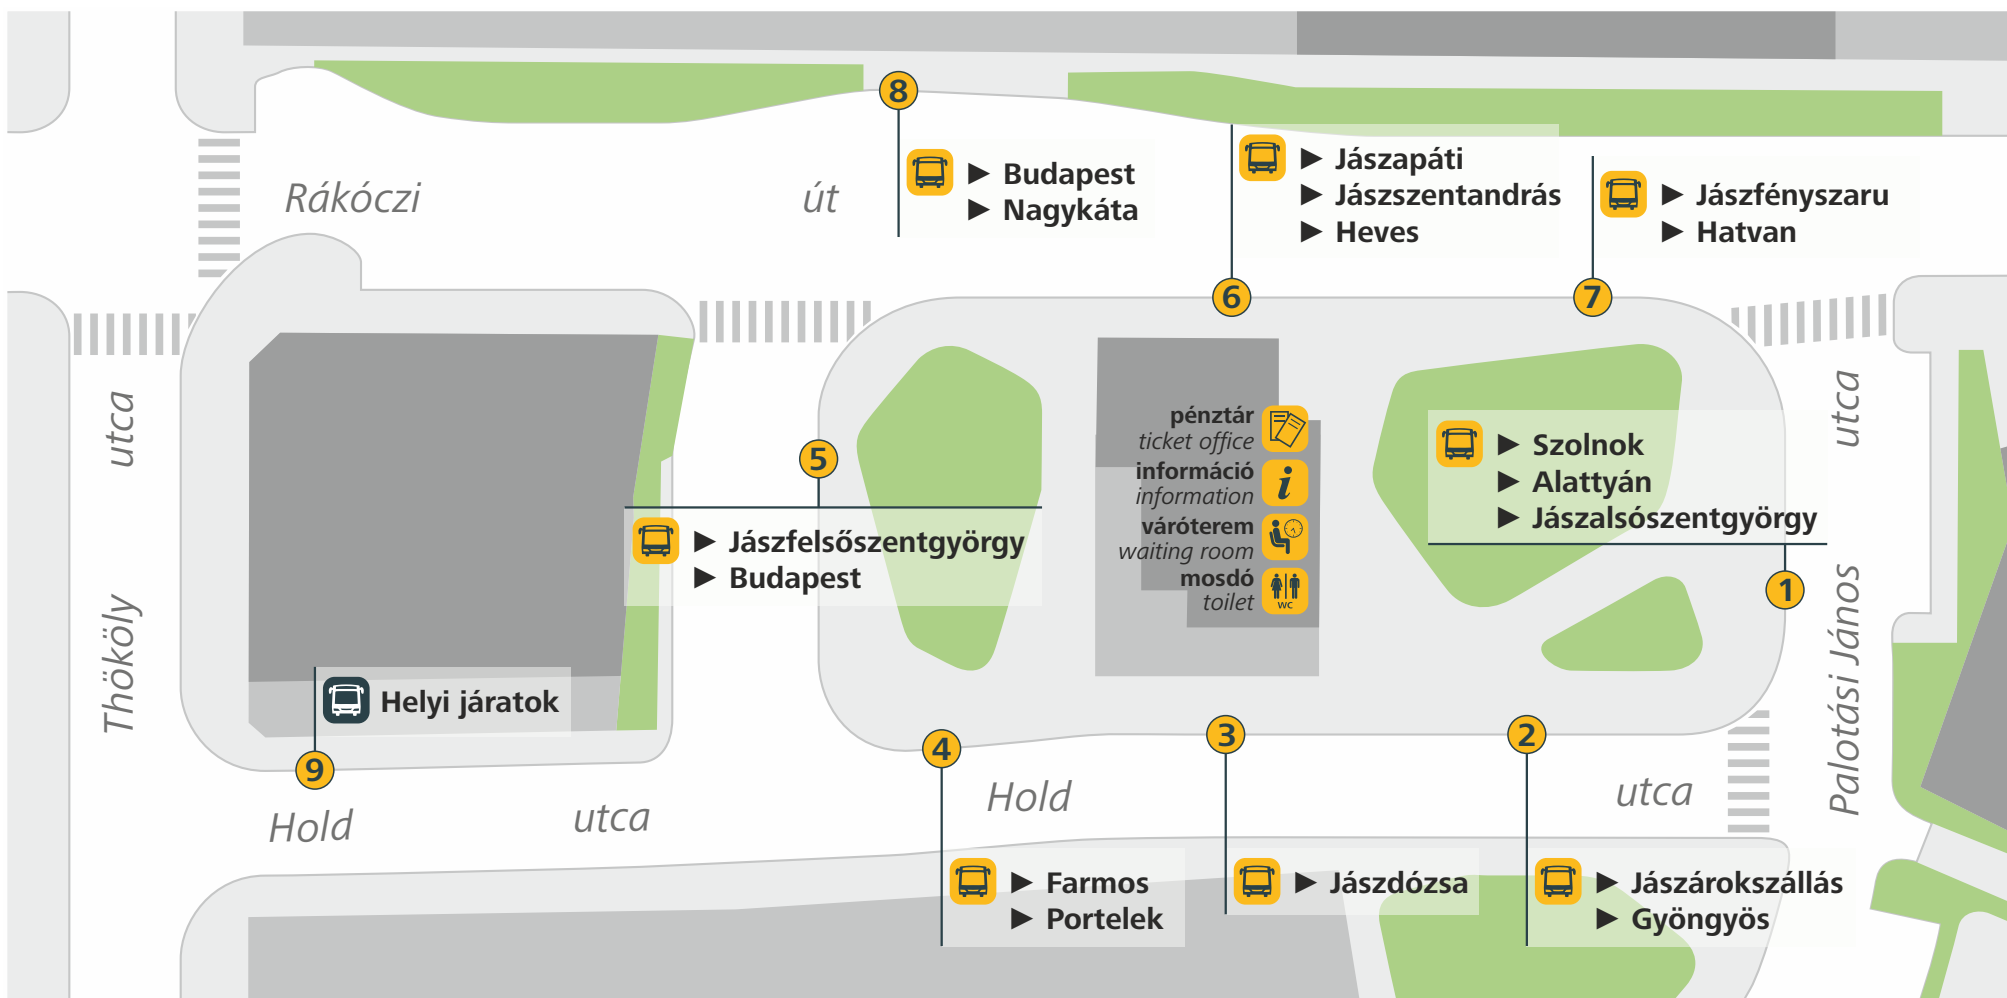 8
Budapest
Nagykáta
Jászapáti
Jászszentandrás
Heves
6
Jászfényszaru
Hatvan
7
Rákóczi
út
utca
Thököly
utca
Palotási János
pénztár
ticket office
információ
information
váróterem
waiting room
mosdó
toilet
WC
Szolnok
Alattyán
Jászalsószentgyörgy
1
5
Jászfelsőszentgyörgy
Budapest
Helyi járatok
9
4
3
2
Hold
utca
Hold
utca
Farmos
Portelek
Jászdózsa
Jászárokszállás
Gyöngyös